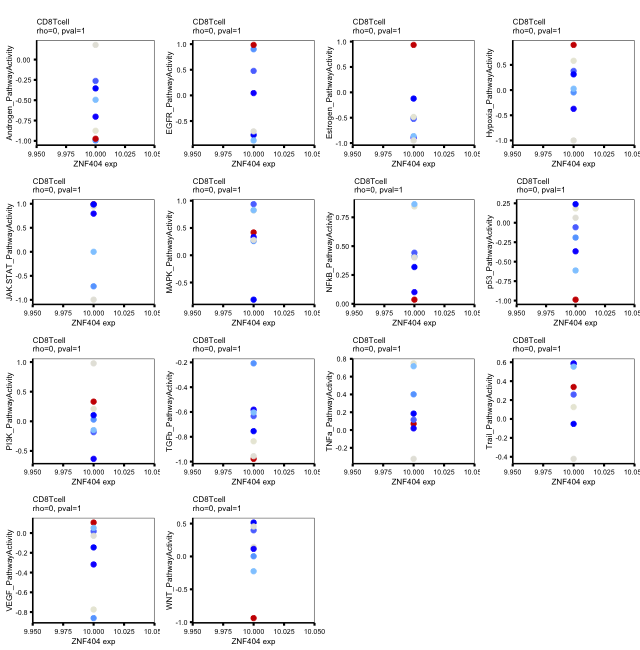 CD8Tcell
rho=0, pval=1
Androgen_PathwayActivity
0.00
-0.25
-0.50
-0.75
-1.00
9.950 9.975 10.000 10.025 10.05
ZNF404 exp
CD8Tcell
rho=0, pval=1
EGFR_PathwayActivity
1.0
0.5
0.0
-0.5
9.950 9.975 10.000 10.025 10.05
ZNF404 exp
CD8Tcell
rho=0, pval=1
Estrogen_PathwayActivity
1.0
0.5
0.0
-0.5
-1.0
9.950 9.975 10.000 10.025 10.05
ZNF404 exp
CD8Tcell
rho=0, pval=1
Hypoxia_PathwayActivity
1.0
0.5
0.0
-0.5
-1.0
9.950 9.975 10.000 10.025 10.05
ZNF404 exp
CD8Tcell
rho=0, pval=1
JAK.STAT_PathwayActivity
1.0
0.5
0.0
-0.5
-1.0
9.950 9.975 10.000 10.025 10.05
ZNF404 exp
CD8Tcell
rho=0, pval=1
MAPK_PathwayActivity
1.0
0.5
0.0
-0.5
9.950 9.975 10.000 10.025 10.05
ZNF404 exp
CD8Tcell
rho=0, pval=1
NFkB_PathwayActivity
0.75
0.50
0.25
0.00
9.950 9.975 10.000 10.025 10.05
ZNF404 exp
CD8Tcell
rho=0, pval=1
p53_PathwayActivity
0.25
0.00
-0.25
-0.50
-0.75
-1.00
9.950 9.975 10.000 10.025 10.05
ZNF404 exp
CD8Tcell
rho=0, pval=1
PI3K_PathwayActivity
1.0
0.5
0.0
-0.5
9.950 9.975 10.000 10.025 10.05
ZNF404 exp
CD8Tcell
rho=0, pval=1
TGFb_PathwayActivity
-0.2
-0.4
-0.6
-0.8
-1.0
9.950 9.975 10.000 10.025 10.05
ZNF404 exp
CD8Tcell
rho=0, pval=1
TNFa_PathwayActivity
0.8
0.6
0.4
0.2
0.0
-0.2
9.950 9.975 10.000 10.025 10.05
ZNF404 exp
CD8Tcell
rho=0, pval=1
Trail_PathwayActivity
0.6
0.4
0.2
0.0
-0.2
-0.4
9.950 9.975 10.000 10.025 10.05
ZNF404 exp
CD8Tcell
rho=0, pval=1
VEGF_PathwayActivity
0.0
-0.2
-0.4
-0.6
-0.8
9.950 9.975 10.000 10.025 10.05
ZNF404 exp
CD8Tcell
rho=0, pval=1
WNT_PathwayActivity
0.5
0.0
-0.5
-1.0
9.950 9.975 10.000 10.025 10.050
ZNF404 exp